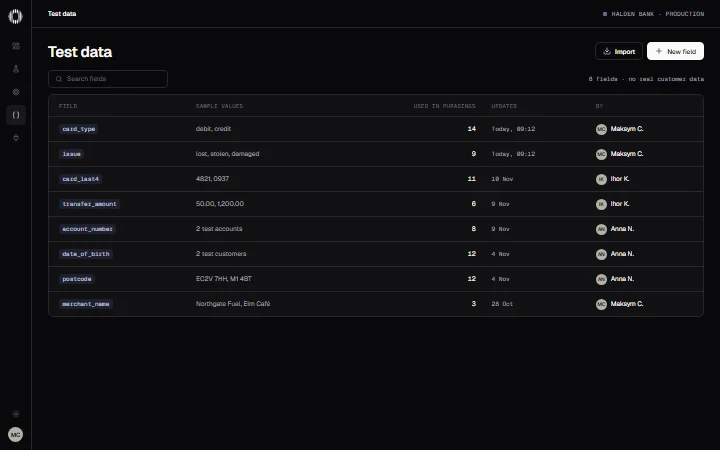 Test data
HALDEN BANK · PRODUCTION
Test data
Import
New field
Search fields
8 fields · no real customer data
FIELD SAMPLE VALUES USED IN PHRASINGS UPDATED BY
card_type debit, credit 14 Today, 09:12 MC Maksym C.
issue lost, stolen, damaged 9 Today, 09:12 MC Maksym C.
card_last4 4821, 0937 11 10 Nov IK Ihor K.
transfer_amount 50.00, 1,200.00 6 9 Nov IK Ihor K.
account_number 2 test accounts 8 9 Nov AN Anna N.
data_of_birth 2 test customers 12 4 Nov AN Anna N.
postcode EC2V 7HH, M1 4BT 12 4 Nov AN Anna N.
merchant_name Northgate Fuel, Elm Café 3 28 Oct MC Maksym C.
MC